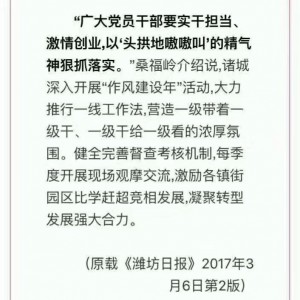 “广大党员干部要实干担当、
激情创业,以‘头拱地嗷嗷叫’的精气
神狠抓落实。”桑福岭介绍说,诸城
深入开展“作风建设年”活动,大力
推行一线工作法,营造一级带着一
级干、一级干给一级看的浓厚氛
围。健全完善督查考核机制,每季
度开展现场观摩交流,激励各镇街
园区比学赶超竞相发展,凝聚转型
发展强大合力。
（原载《潍坊日报》2017年3
月6日第2版）